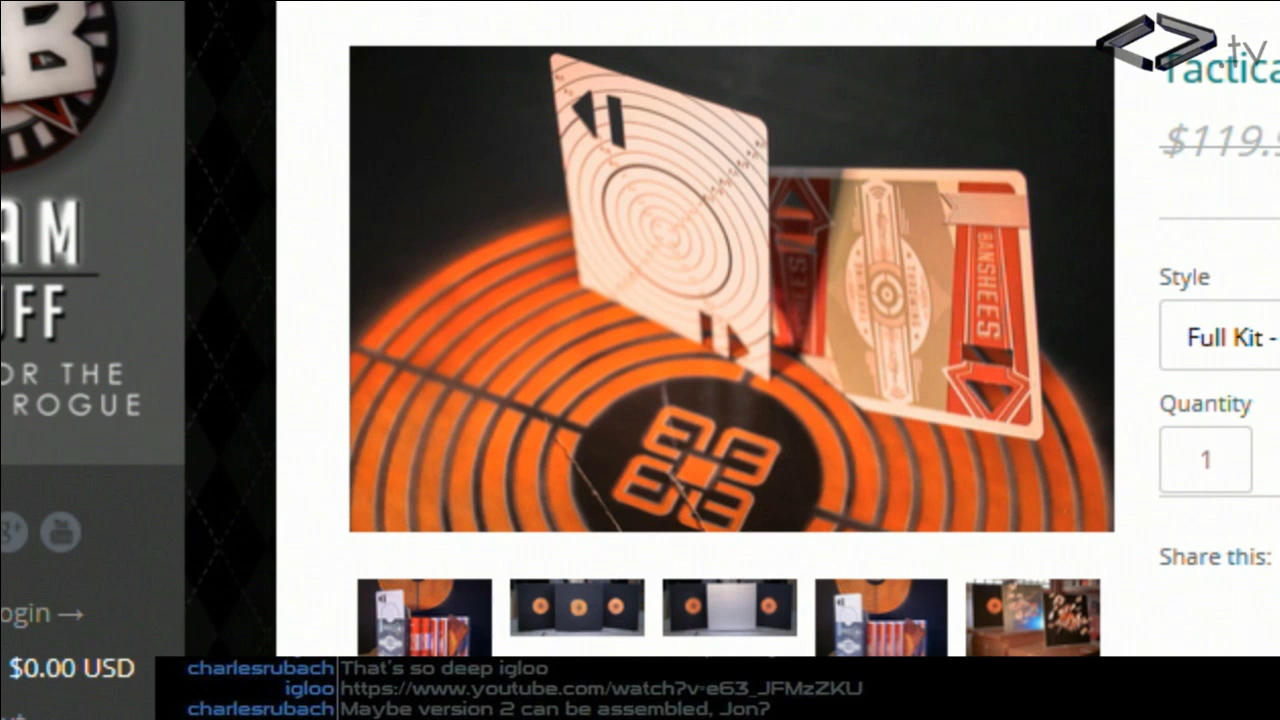 tv
Tactica
$119.9
B
AM
UFF
OR THE
ROGUE
BANSHEES
Style
Full Kit -
Quantity
1
Share this:
g+
You
ogin →
$0.00 USD
charlesrubach That's so deep igloo
igloo https://www.youtube.com/watch?v=e63_JFMzZKU
charlesrubach Maybe version 2 can be assembled, Jon?